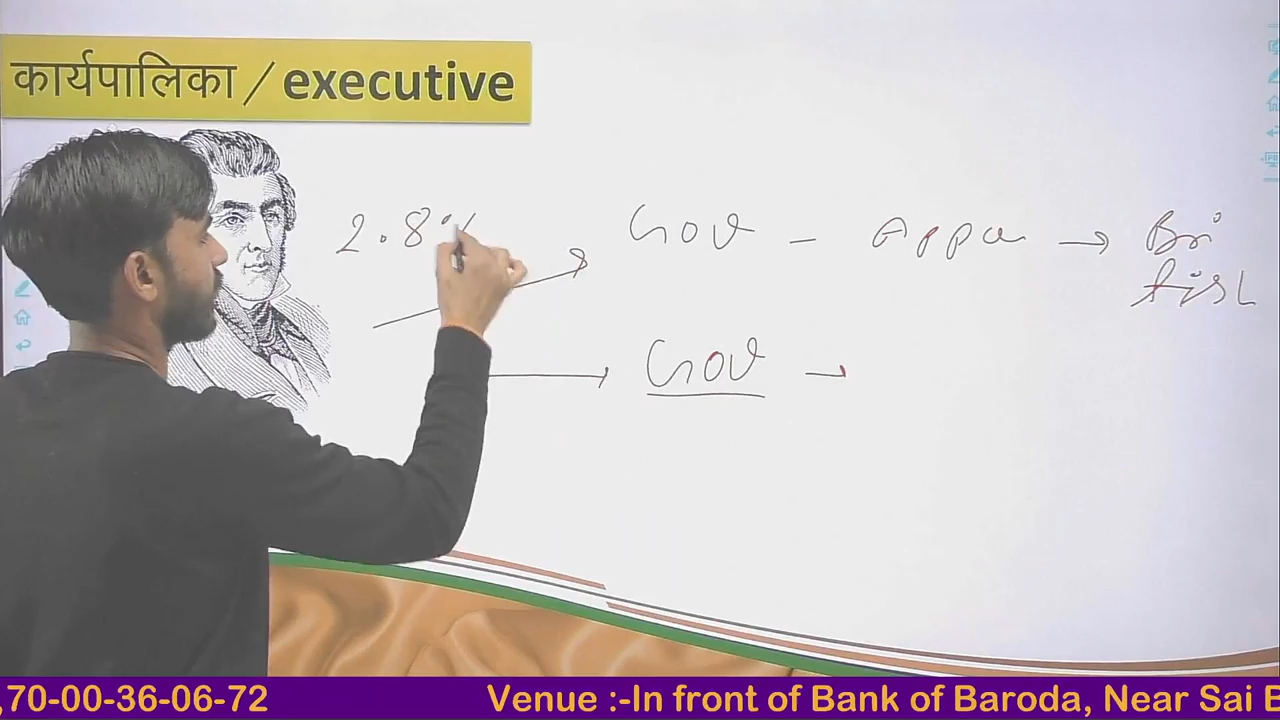 कार्यपालिका / executive
2.8%
Gov - Appa → Bri
Gov →
,70-00-36-06-72 Venue :-In front of Bank of Baroda, Near Sai B